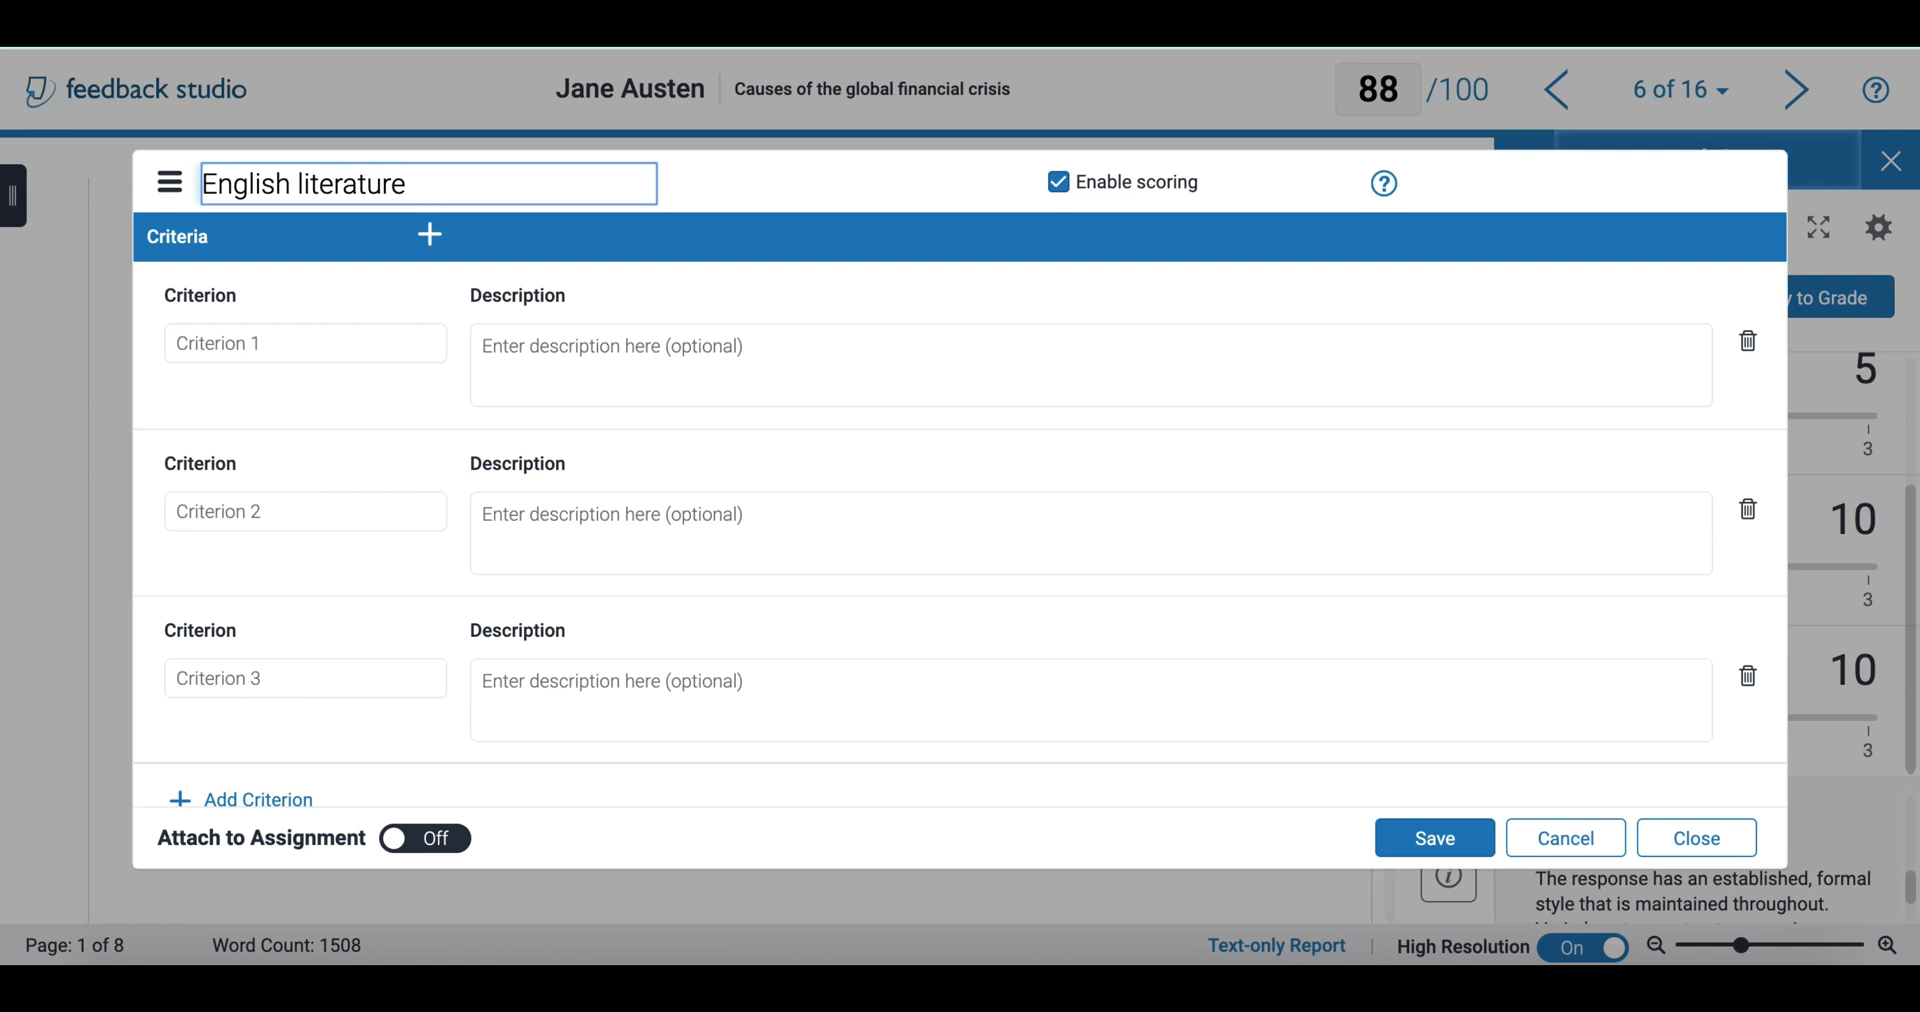 feedback studio
Jane Austen
Causes of the global financial crisis
88 /100
6 of 16
English literature
Enable scoring
Criteria
Criterion
Description
Criterion 1
Enter description here (optional)
to Grade
5
3
Criterion
Description
Criterion 2
Enter description here (optional)
10
3
Criterion
Description
Criterion 3
Enter description here (optional)
10
3
Add Criterion
Attach to Assignment
Off
Save
Cancel
Close
The response has an established, formal
style that is maintained throughout.
Page: 1 of 8
Word Count: 1508
Text-only Report
High Resolution
On